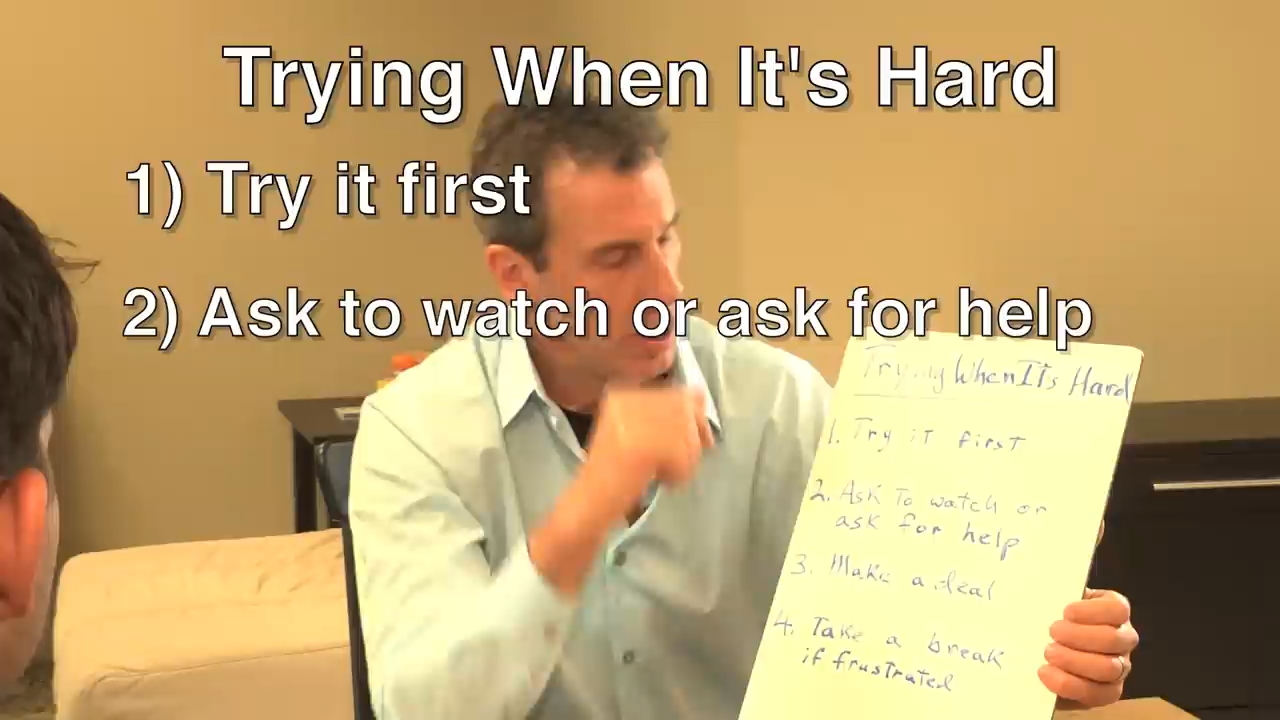 Trying When It's Hard
1) Try it first
2) Ask to watch or ask for help
Trying When ITs Hard
1. Try iT first
2. Ask To watch or
ask for help
3. Make a deal
4. Take a break
if frustrated